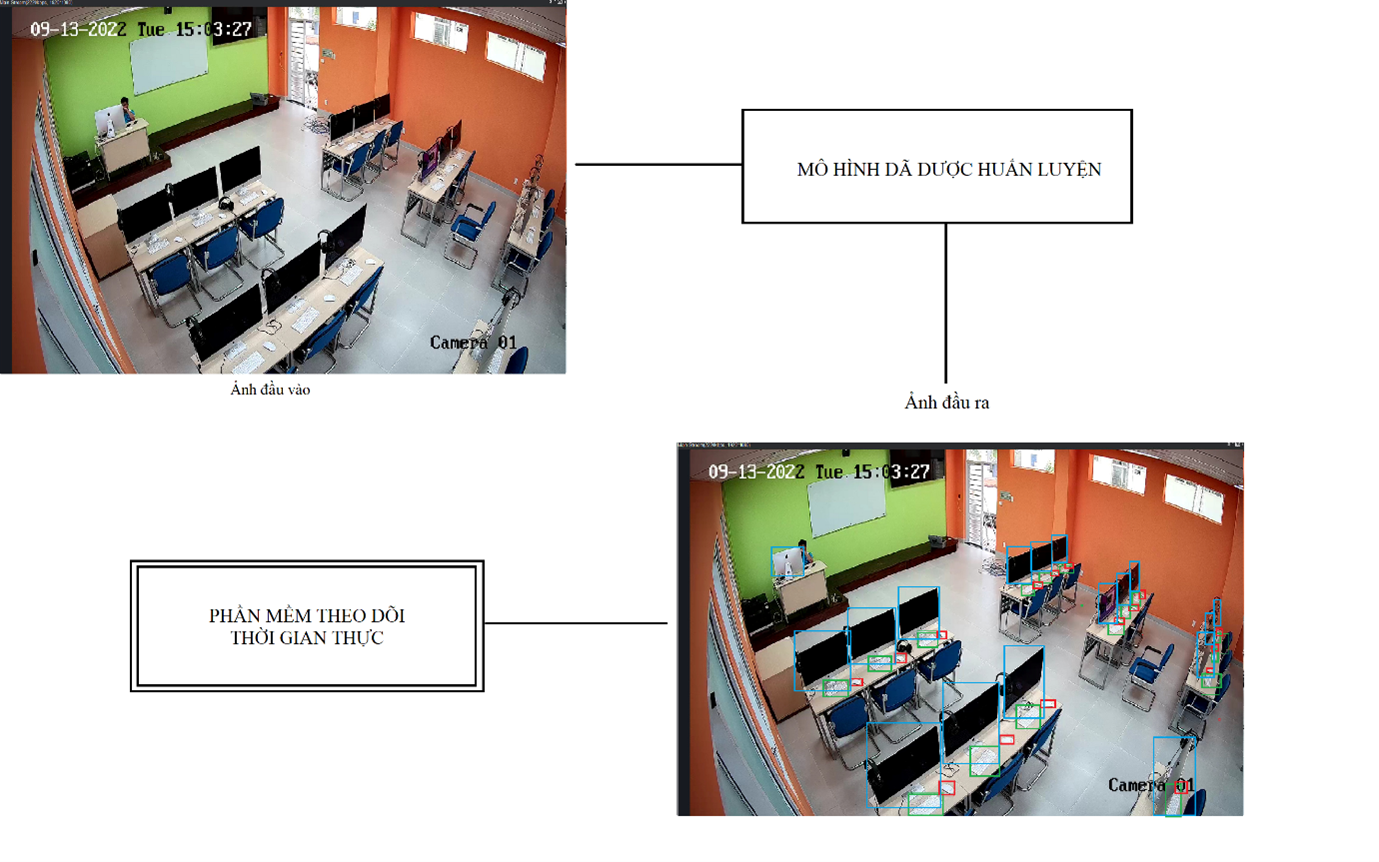 09-13-2022 Tue 15:03:27
MÔ HÌNH DÃ DƯỢC HUẤN LUYỆN
Camera 01
Ảnh đầu vào
Ảnh đầu ra
09-13-2022 Tue 15:03:27
PHẦN MỀM THEO DÕI
THỜI GIAN THỰC
Camera 01